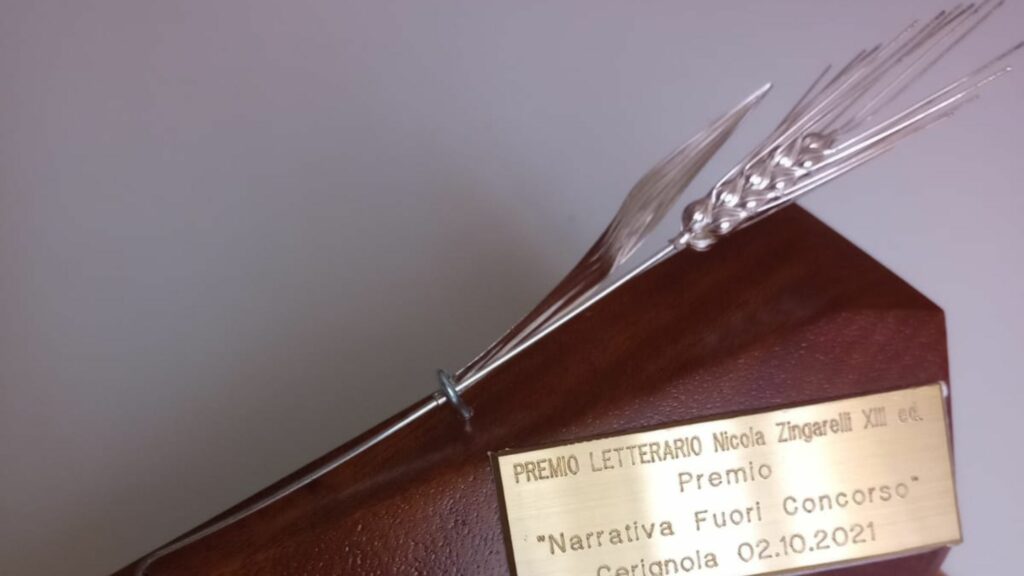 PREMIO LETTERARIO Nicola Zingarelli XIII ed.
Premio
"Narrativa Fuori Concorso"
Cerignola 02.10.2021